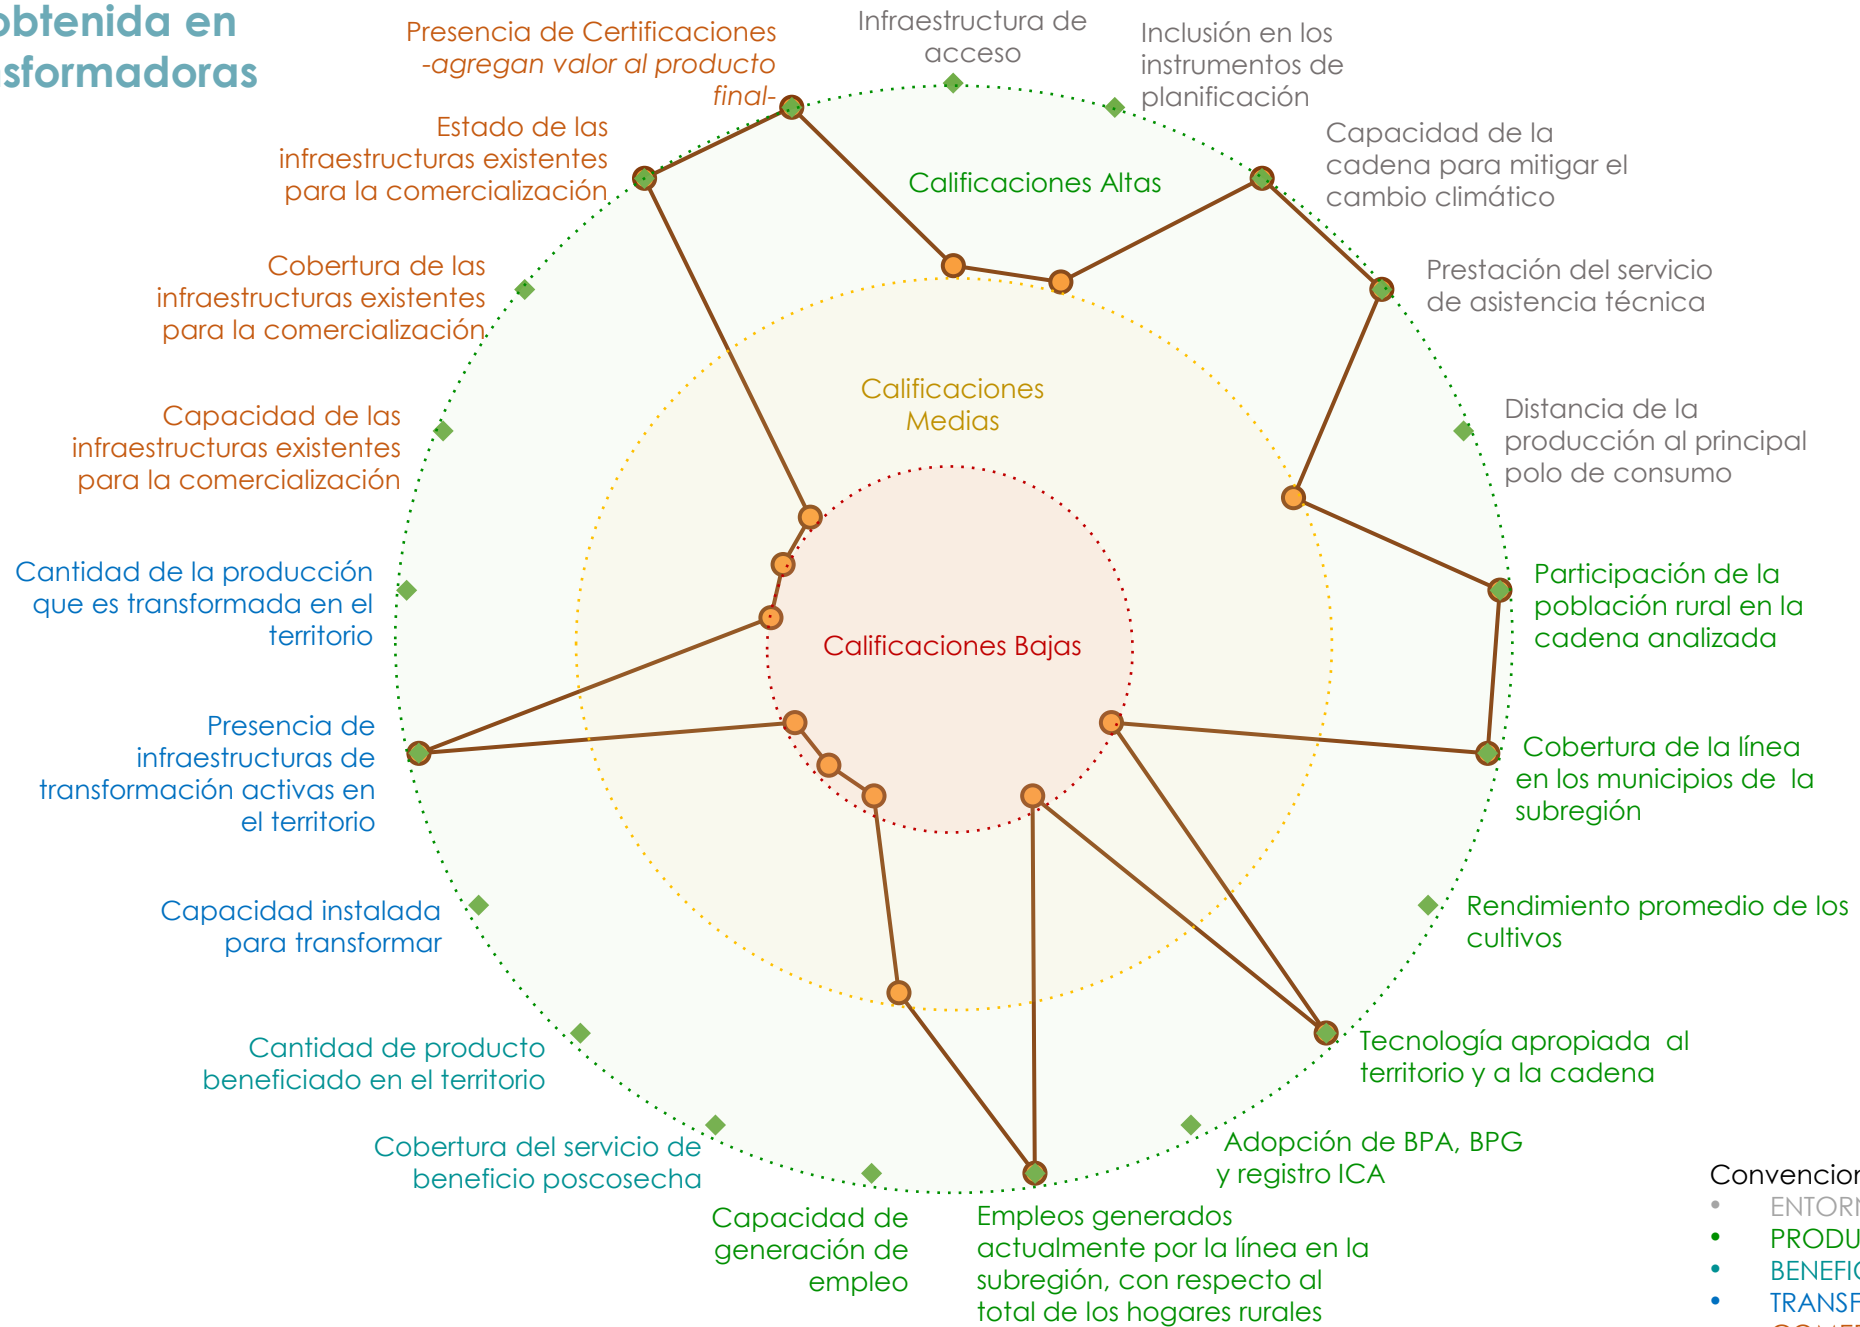 obtenida en
sformadoras
Presencia de Certificaciones
-agregan valor al producto
final-
Infraestructura de
acceso
Inclusión en los
instrumentos de
planificación
Capacidad de la
cadena para mitigar el
cambio climático
Prestación del servicio
de asistencia técnica
Distancia de la
producción al principal
polo de consumo
Participación de la
población rural en la
cadena analizada
Cobertura de la línea
en los municipios de la
subregión
Rendimiento promedio de los
cultivos
Tecnología apropiada al
territorio y a la cadena
Adopción de BPA, BPG
y registro ICA
Empleos generados
actualmente por la línea en la
subregión, con respecto al
total de los hogares rurales
Capacidad de
generación de
empleo
Cobertura del servicio de
beneficio poscosecha
Cantidad de producto
beneficiado en el territorio
Capacidad instalada
para transformar
Presencia de
infraestructuras de
transformación activas en
el territorio
Cantidad de la producción
que es transformada en el
territorio
Capacidad de las
infraestructuras existentes
para la comercialización
Cobertura de las
infraestructuras existentes
para la comercialización
Estado de las
infraestructuras existentes
para la comercialización
Calificaciones Altas
Calificaciones
Medias
Calificaciones Bajas
Convencion
• ENTORN
• PRODU
• BENEFIC
• TRANSF